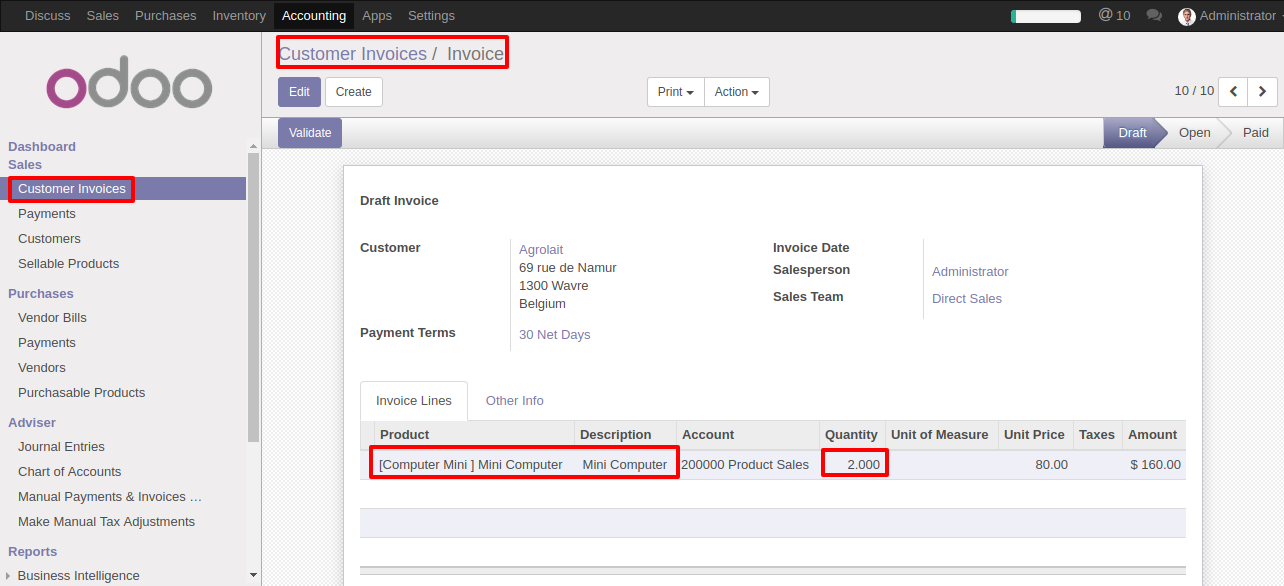 Discuss Sales Purchases Inventory Accounting Apps Settings @ 10 Administrator
odoo
Dashboard
Sales
Customer Invoices
Payments
Customers
Sellable Products
Purchases
Vendor Bills
Payments
Vendors
Purchasable Products
Adviser
Journal Entries
Chart of Accounts
Manual Payments & Invoices ...
Make Manual Tax Adjustments
Reports
Business Intelligence
Customer Invoices / Invoice
Edit Create Print Action 10 / 10
Validate Draft Open Paid
Draft Invoice
Customer Agrolait
69 rue de Namur
1300 Wavre
Belgium
Payment Terms 30 Net Days
Invoice Date
Salesperson Administrator
Sales Team Direct Sales
Invoice Lines Other Info
Product Description Account Quantity Unit of Measure Unit Price Taxes Amount
[Computer Mini ] Mini Computer Mini Computer 200000 Product Sales 2.000 80.00 $ 160.00